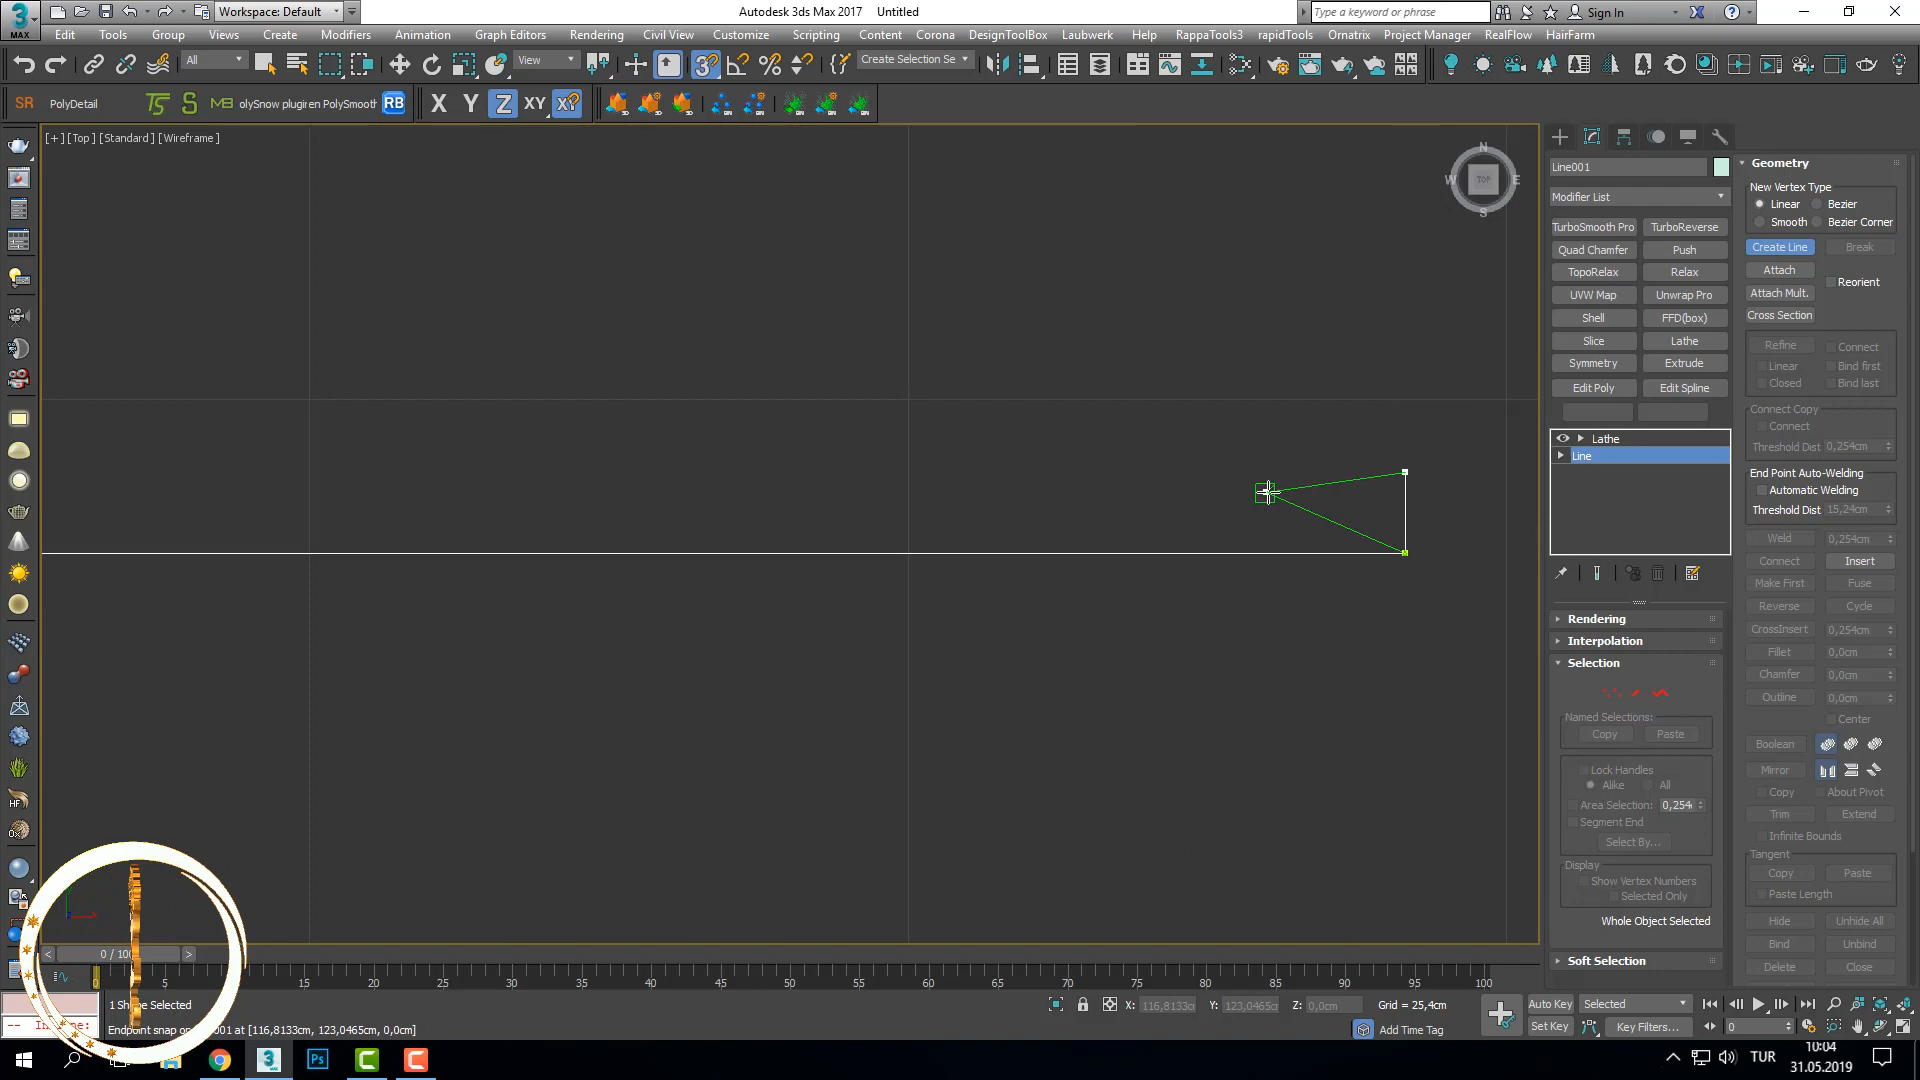 Workspace: Default
Autodesk 3ds Max 2017 Untitled
Type a keyword or phrase
Sign In
MAX
Edit Tools Group Views Create Modifiers Animation Graph Editors Rendering Civil View Customize Scripting Content Corona DesignToolBox Laubwerk Help RappaTools3 rapidTools Ornatrix Project Manager RealFlow HairFarm
All
View
Create Selection Se
SR PolyDetail
olySnow plugiren PolySmooth RB
X Y Z XY
[+] [Top] [Standard] [Wireframe]
N
W TOP E
S
Line001
Modifier List
TurboSmooth Pro TurboReverse
Quad Chamfer Push
TopoRelax Relax
UVW Map Unwrap Pro
Shell FFD(box)
Slice Lathe
Symmetry Extrude
Edit Poly Edit Spline
Lathe
Line
Rendering
Interpolation
Selection
Named Selections:
Copy Paste
Lock Handles
Alike All
Area Selection: 0,254
Segment End
Select By...
Display
Show Vertex Numbers
Selected Only
Whole Object Selected
Soft Selection
Geometry
New Vertex Type
Linear Bezier
Smooth Bezier Corner
Create Line Break
Attach
Reorient
Attach Mult.
Cross Section
Refine Connect
Linear Bind first
Closed Bind last
Connect Copy
Connect
Threshold Dist 0,254cm
End Point Auto-Welding
Automatic Welding
Threshold Dist 15,24cm
Weld 0,254cm
Connect Insert
Make First Fuse
Reverse Cycle
CrossInsert 0,254cm
Fillet 0,0cm
Chamfer 0,0cm
Outline 0,0cm
Center
Boolean
Mirror
Copy About Pivot
Trim Extend
Infinite Bounds
Tangent
Copy Paste
Paste Length
Hide Unhide All
Bind Unbind
Delete Close
HF
< 0 / 100 >
5 15 20 25 30 35 40 45 50 55 60 65 70 75 80 85 90 95 100
1 Shape Selected
X: 116,8133cm Y: 123,0465cm Z: 0,0cm Grid = 25,4cm
Auto Key Selected
Endpoint snap on
001 at [116,8133cm, 123,0465cm, 0,0cm]
Add Time Tag
Set Key Key Filters... 0
Ps
TUR
10:04
31.05.2019